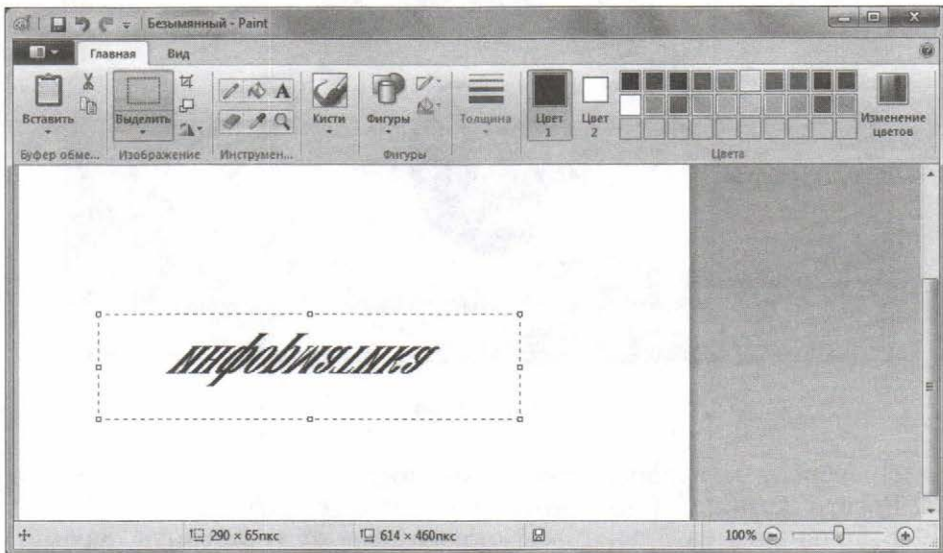 Безымянный - Paint
Главная Вид
Вставить Выделить Кисти Фигуры Толщина Цвет 1 Цвет 2 Изменение цветов
Буфер обме... Изображение Инструмен... Фигуры Цвета
информатика
290 × 65пкс 614 × 460пкс 100%